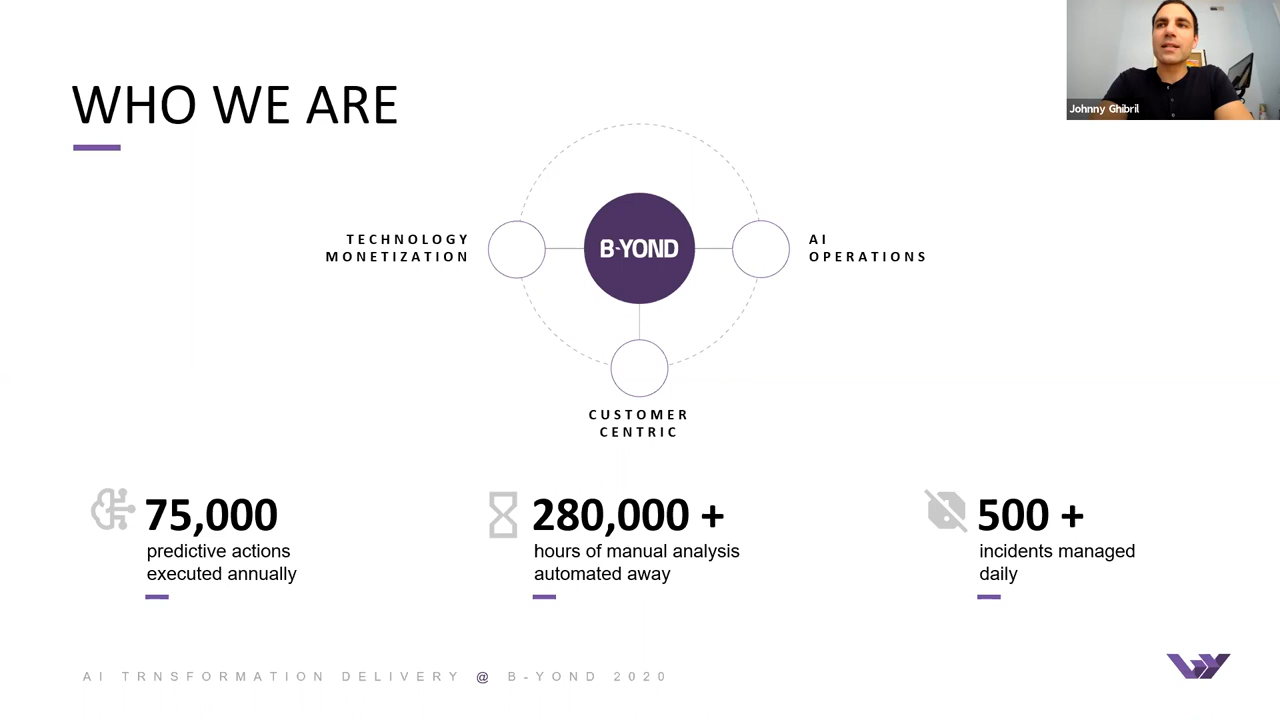 WHO WE ARE
Johnny Ghibril
TECHNOLOGY
MONETIZATION
B-YOND
AI
OPERATIONS
CUSTOMER
CENTRIC
75,000
predictive actions
executed annually
280,000 +
hours of manual analysis
automated away
500 +
incidents managed
daily
AI TRNSFORMATION DELIVERY @ B-YOND 2020